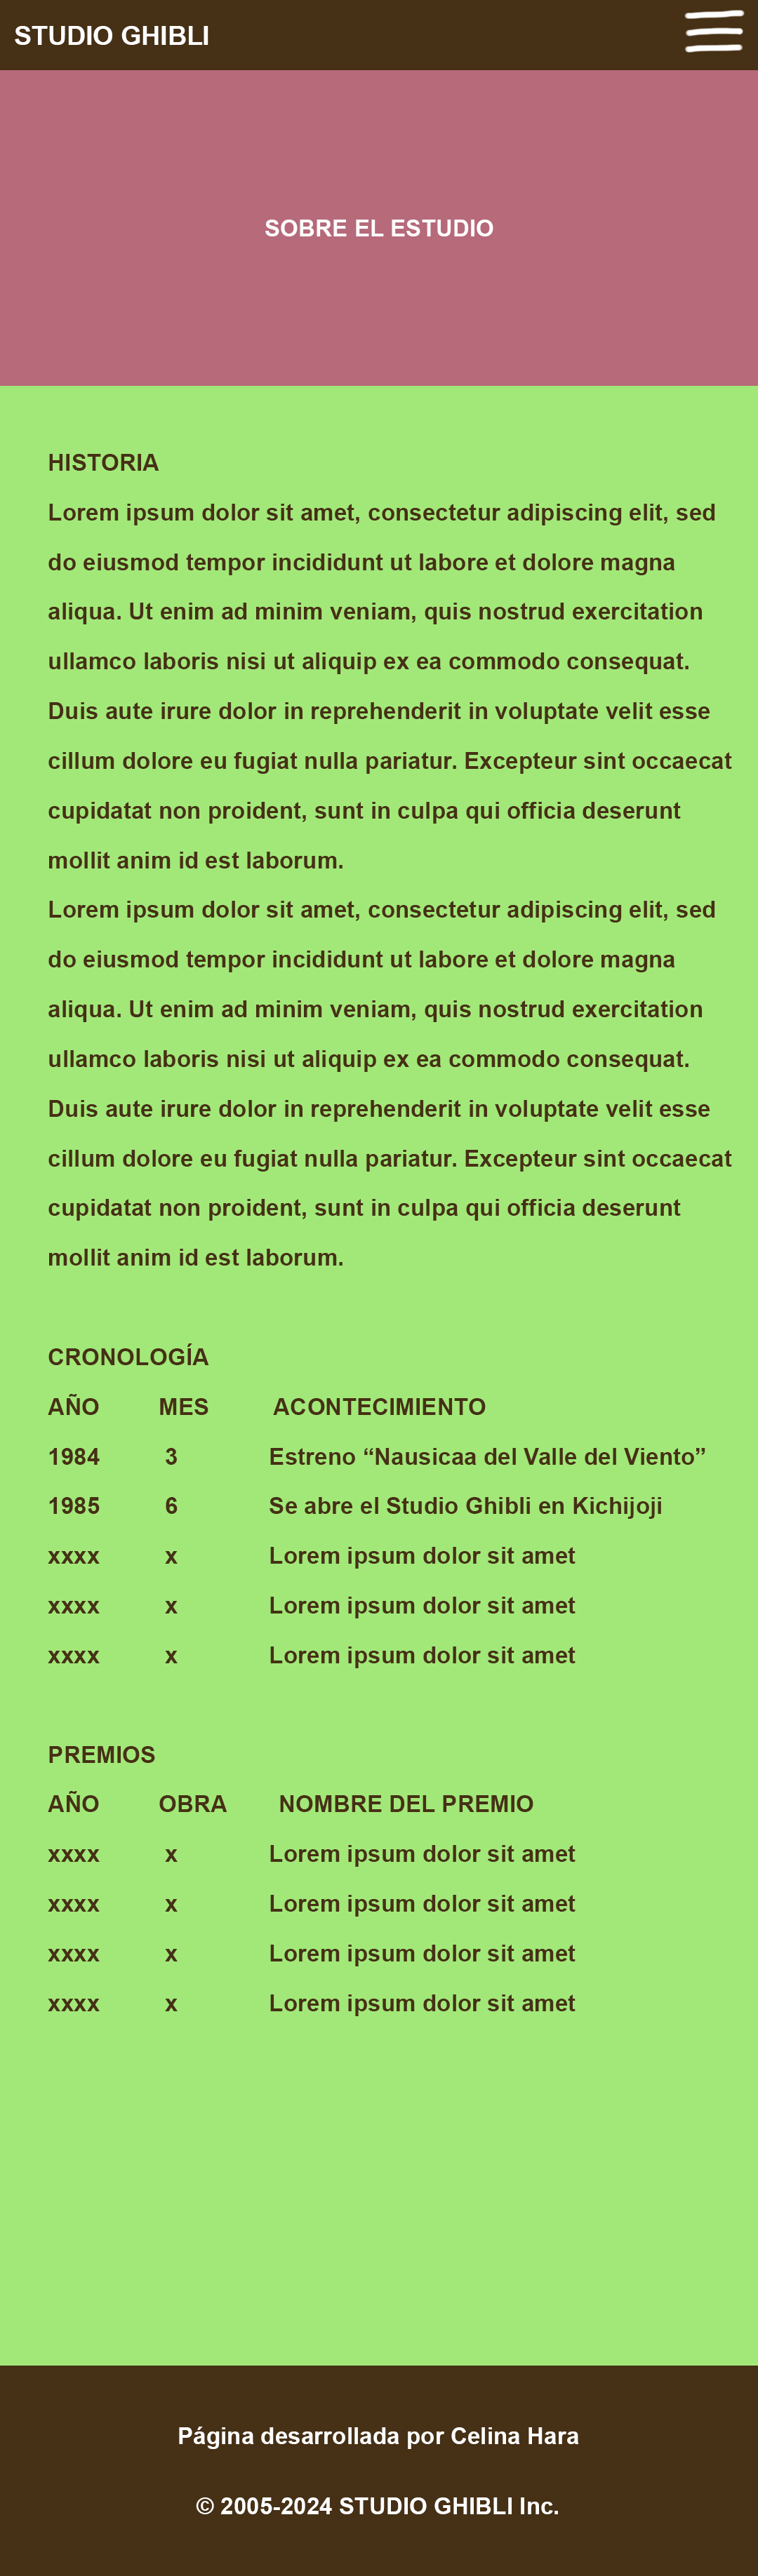 STUDIO GHIBLI
SOBRE EL ESTUDIO
HISTORIA
Lorem ipsum dolor sit amet, consectetur adipiscing elit, sed
do eiusmod tempor incididunt ut labore et dolore magna
aliqua. Ut enim ad minim veniam, quis nostrud exercitation
ullamco laboris nisi ut aliquip ex ea commodo consequat.
Duis aute irure dolor in reprehenderit in voluptate velit esse
cillum dolore eu fugiat nulla pariatur. Excepteur sint occaecat
cupidatat non proident, sunt in culpa qui officia deserunt
mollit anim id est laborum.
Lorem ipsum dolor sit amet, consectetur adipiscing elit, sed
do eiusmod tempor incididunt ut labore et dolore magna
aliqua. Ut enim ad minim veniam, quis nostrud exercitation
ullamco laboris nisi ut aliquip ex ea commodo consequat.
Duis aute irure dolor in reprehenderit in voluptate velit esse
cillum dolore eu fugiat nulla pariatur. Excepteur sint occaecat
cupidatat non proident, sunt in culpa qui officia deserunt
mollit anim id est laborum.
CRONOLOGÍA
AÑO MES ACONTECIMIENTO
1984 3 Estreno “Nausicaa del Valle del Viento”
1985 6 Se abre el Studio Ghibli en Kichijoji
xxxx x Lorem ipsum dolor sit amet
xxxx x Lorem ipsum dolor sit amet
xxxx x Lorem ipsum dolor sit amet
PREMIOS
AÑO OBRA NOMBRE DEL PREMIO
xxxx x Lorem ipsum dolor sit amet
xxxx x Lorem ipsum dolor sit amet
xxxx x Lorem ipsum dolor sit amet
xxxx x Lorem ipsum dolor sit amet
Página desarrollada por Celina Hara
© 2005-2024 STUDIO GHIBLI Inc.